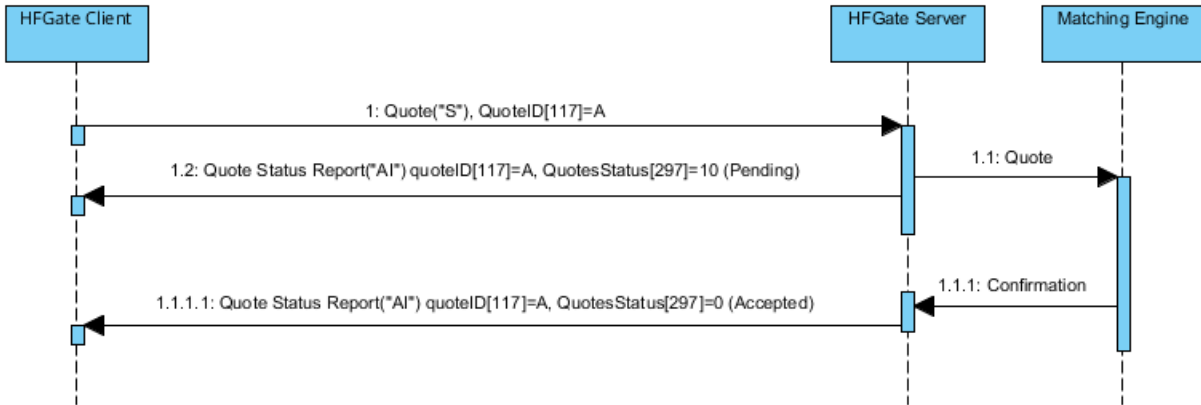 HFGate Client
HFGate Server
Matching Engine
1: Quote("S"), QuoteID[117]=A
1.1: Quote
1.2: Quote Status Report("AI") quoteID[117]=A, QuotesStatus[297]=10 (Pending)
1.1.1: Confirmation
1.1.1.1: Quote Status Report("AI") quoteID[117]=A, QuotesStatus[297]=0 (Accepted)